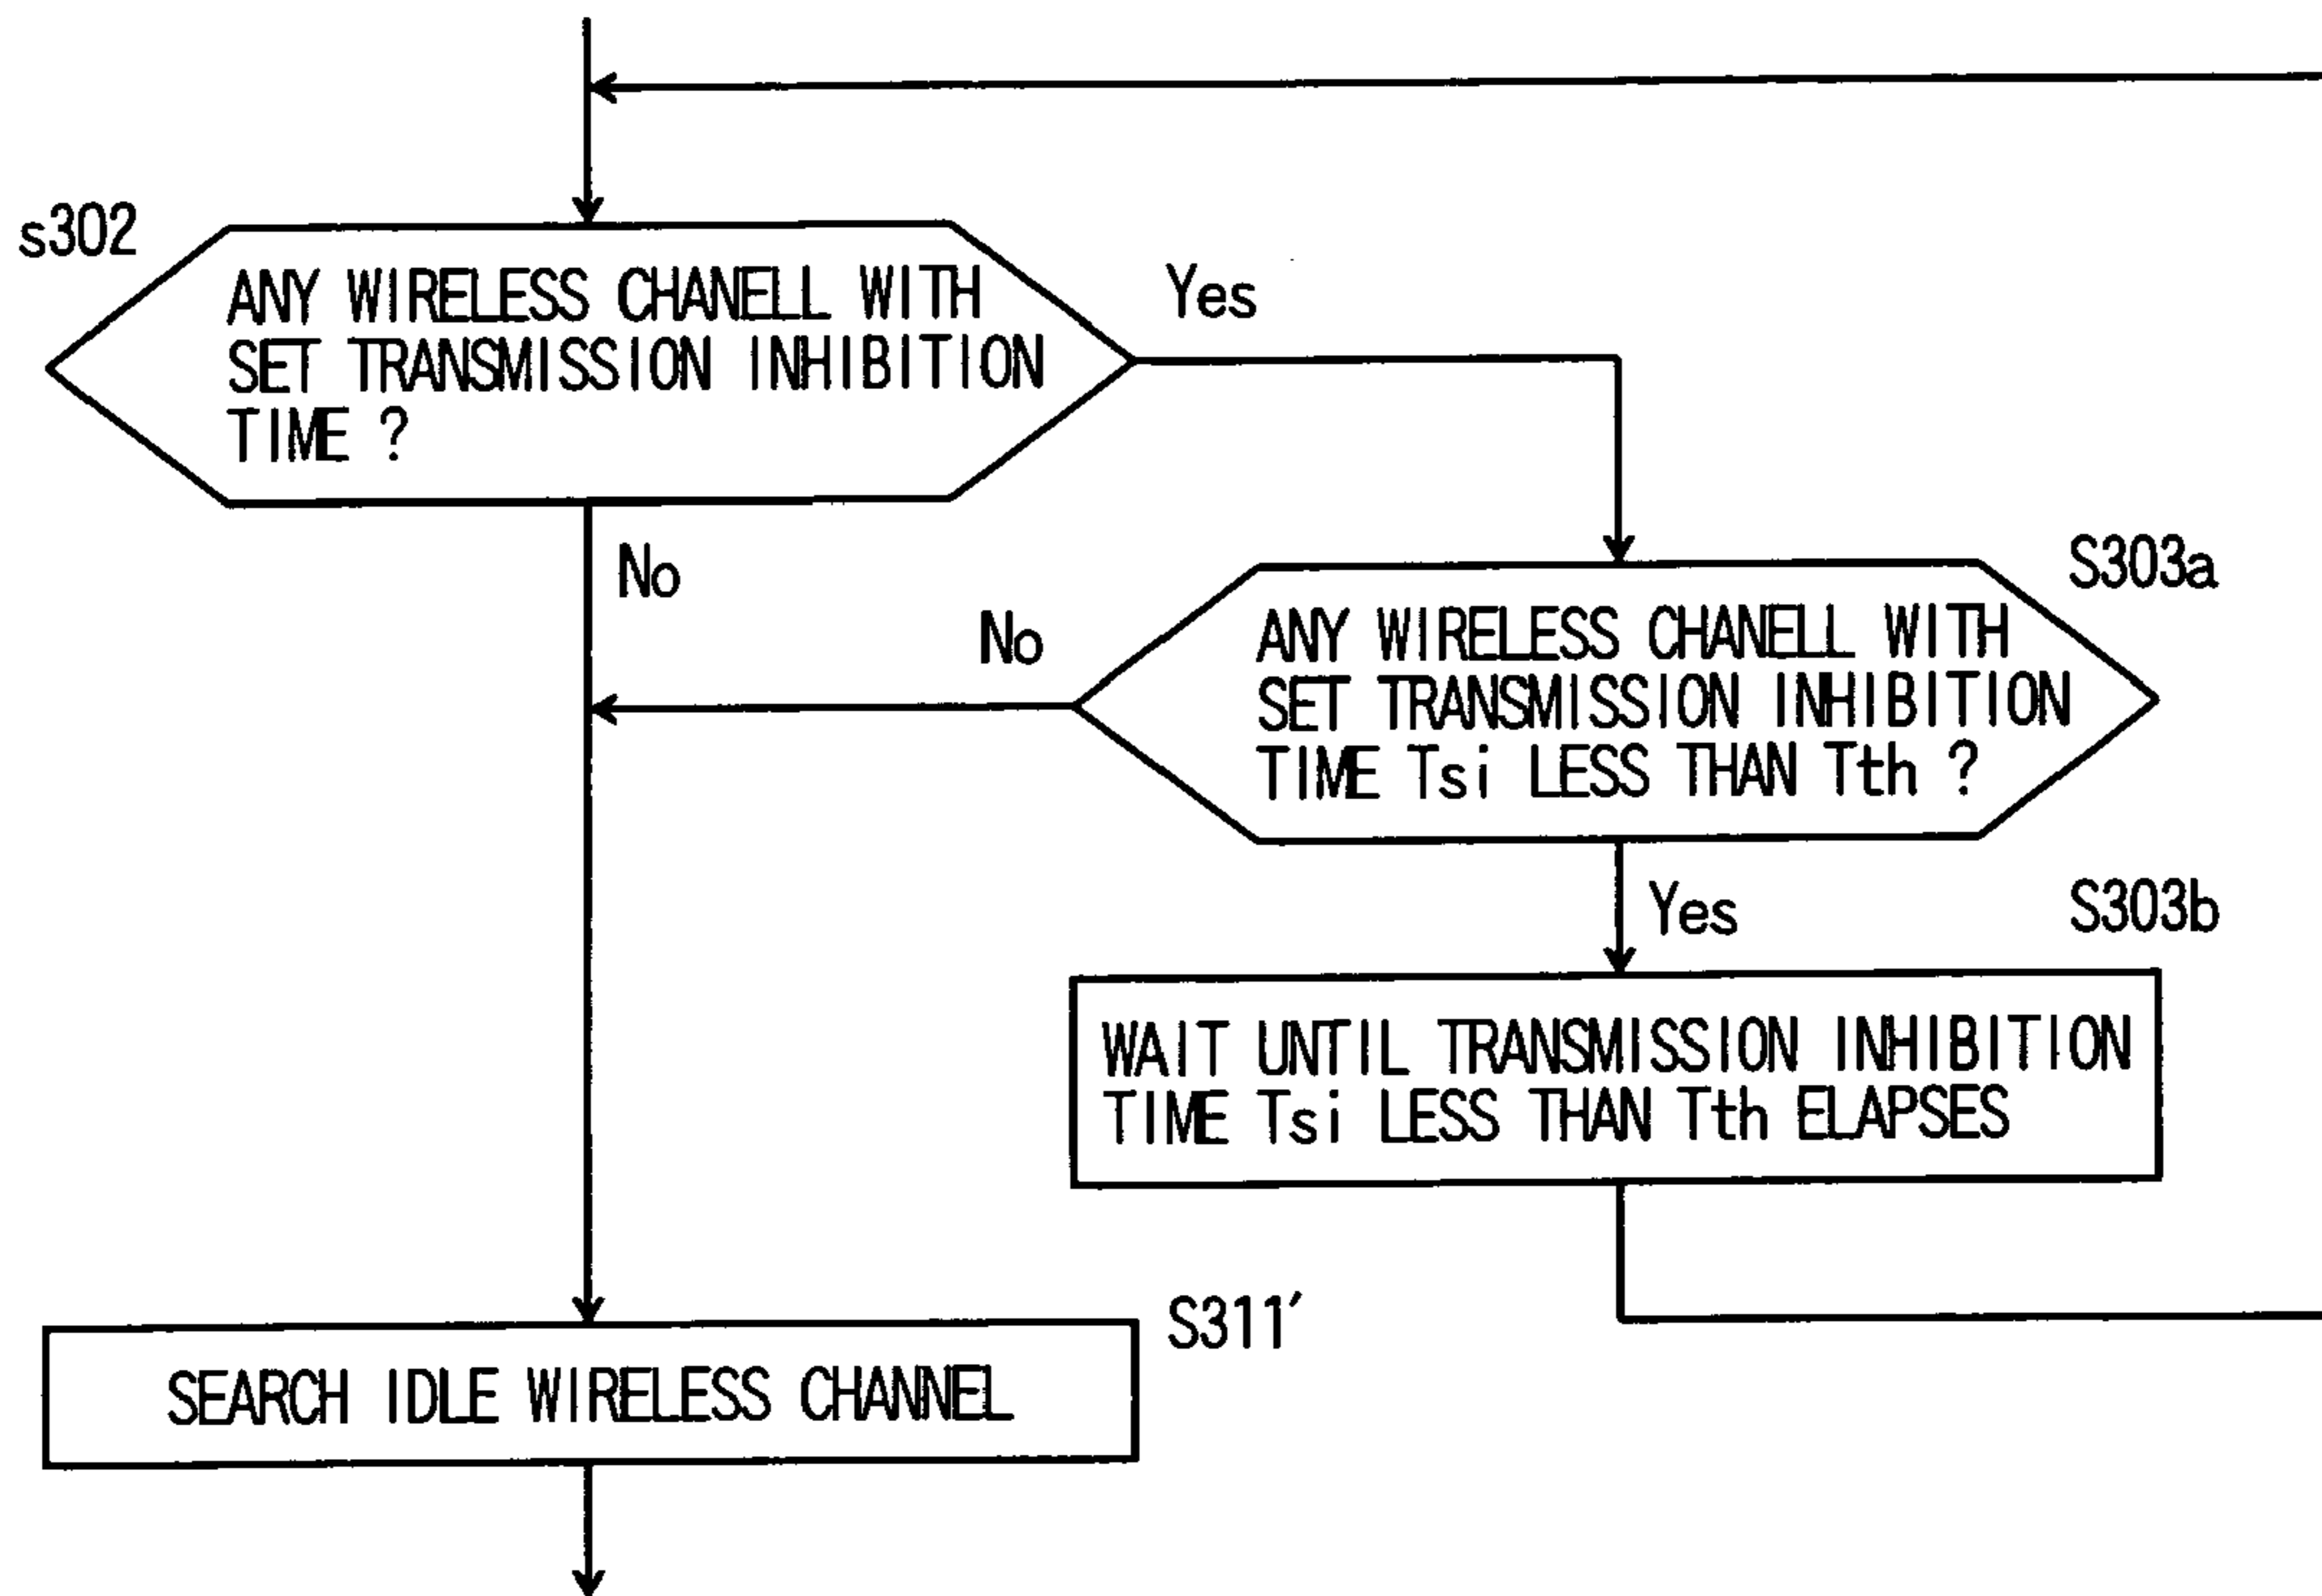 s302
ANY WIRELESS CHANELL WITH
SET TRANSMISSION INHIBITION
TIME ?
Yes
No
S303a
No
ANY WIRELESS CHANELL WITH
SET TRANSMISSION INHIBITION
TIME Tsi LESS THAN Tth ?
Yes
S303b
WAIT UNTIL TRANSMISSION INHIBITION
TIME Tsi LESS THAN Tth ELAPSES
S311′
SEARCH IDLE WIRELESS CHANNEL